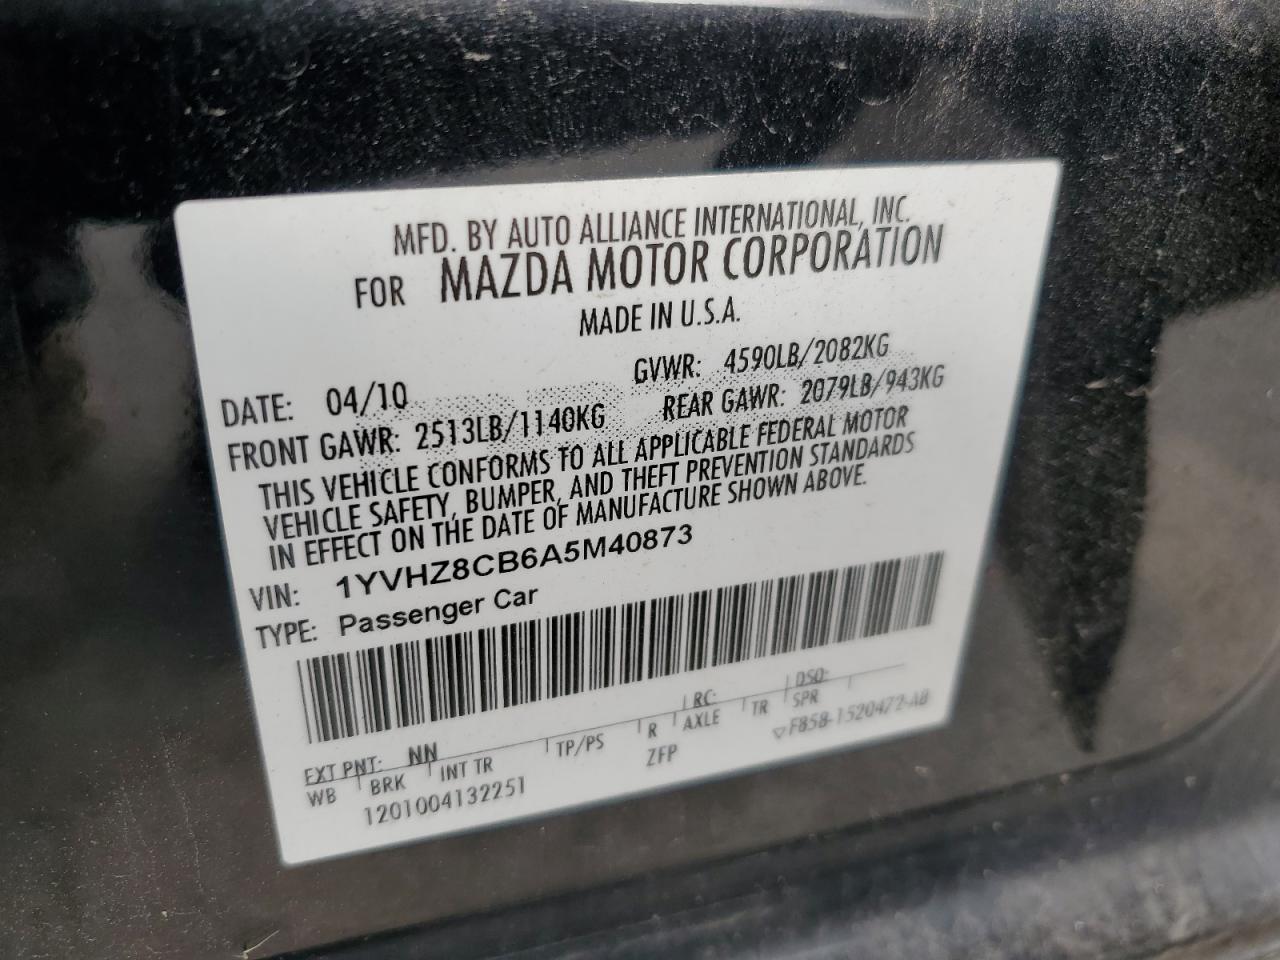 MFD. BY AUTO ALLIANCE INTERNATIONAL, INC.
FOR MAZDA MOTOR CORPORATION
MADE IN U.S.A.
DATE: 04/10 GVWR: 4590LB/2082KG
FRONT GAWR: 2513LB/1140KG REAR GAWR: 2079LB/943KG
THIS VEHICLE CONFORMS TO ALL APPLICABLE FEDERAL MOTOR
VEHICLE SAFETY, BUMPER, AND THEFT PREVENTION STANDARDS
IN EFFECT ON THE DATE OF MANUFACTURE SHOWN ABOVE.
VIN: 1YVHZ8CB6A5M40873
TYPE: Passenger Car
EXT PNT: NN RC: DSO:
WB BRK INT TR TP/PS R AXLE TR SPR
1201004132251 ZFP ▽F858-1520472-AB